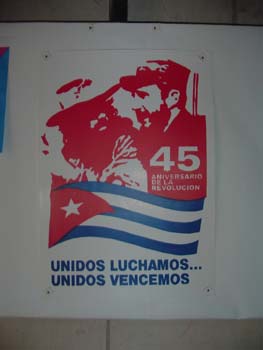 45
ANIVERSARIO
DE LA
REVOLUCION
UNIDOS LUCHAMOS...
UNIDOS VENCEMOS